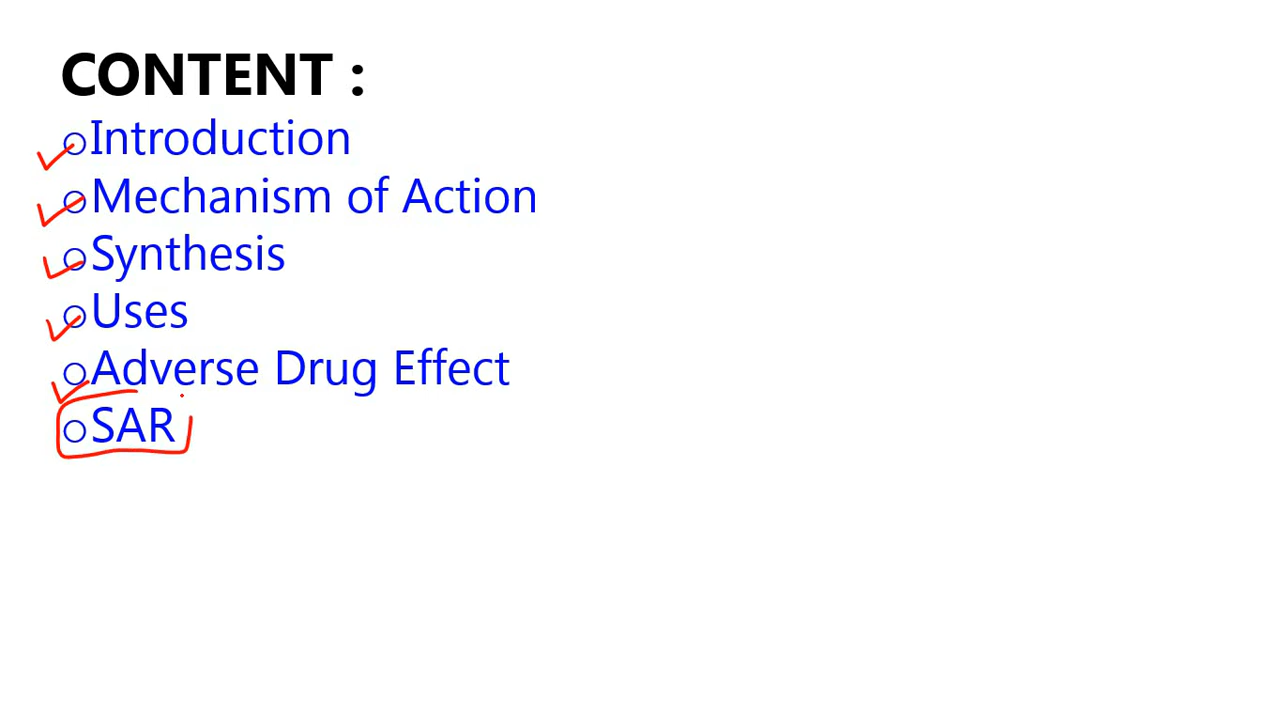 CONTENT :
○Introduction
○Mechanism of Action
○Synthesis
○Uses
○Adverse Drug Effect
○SAR